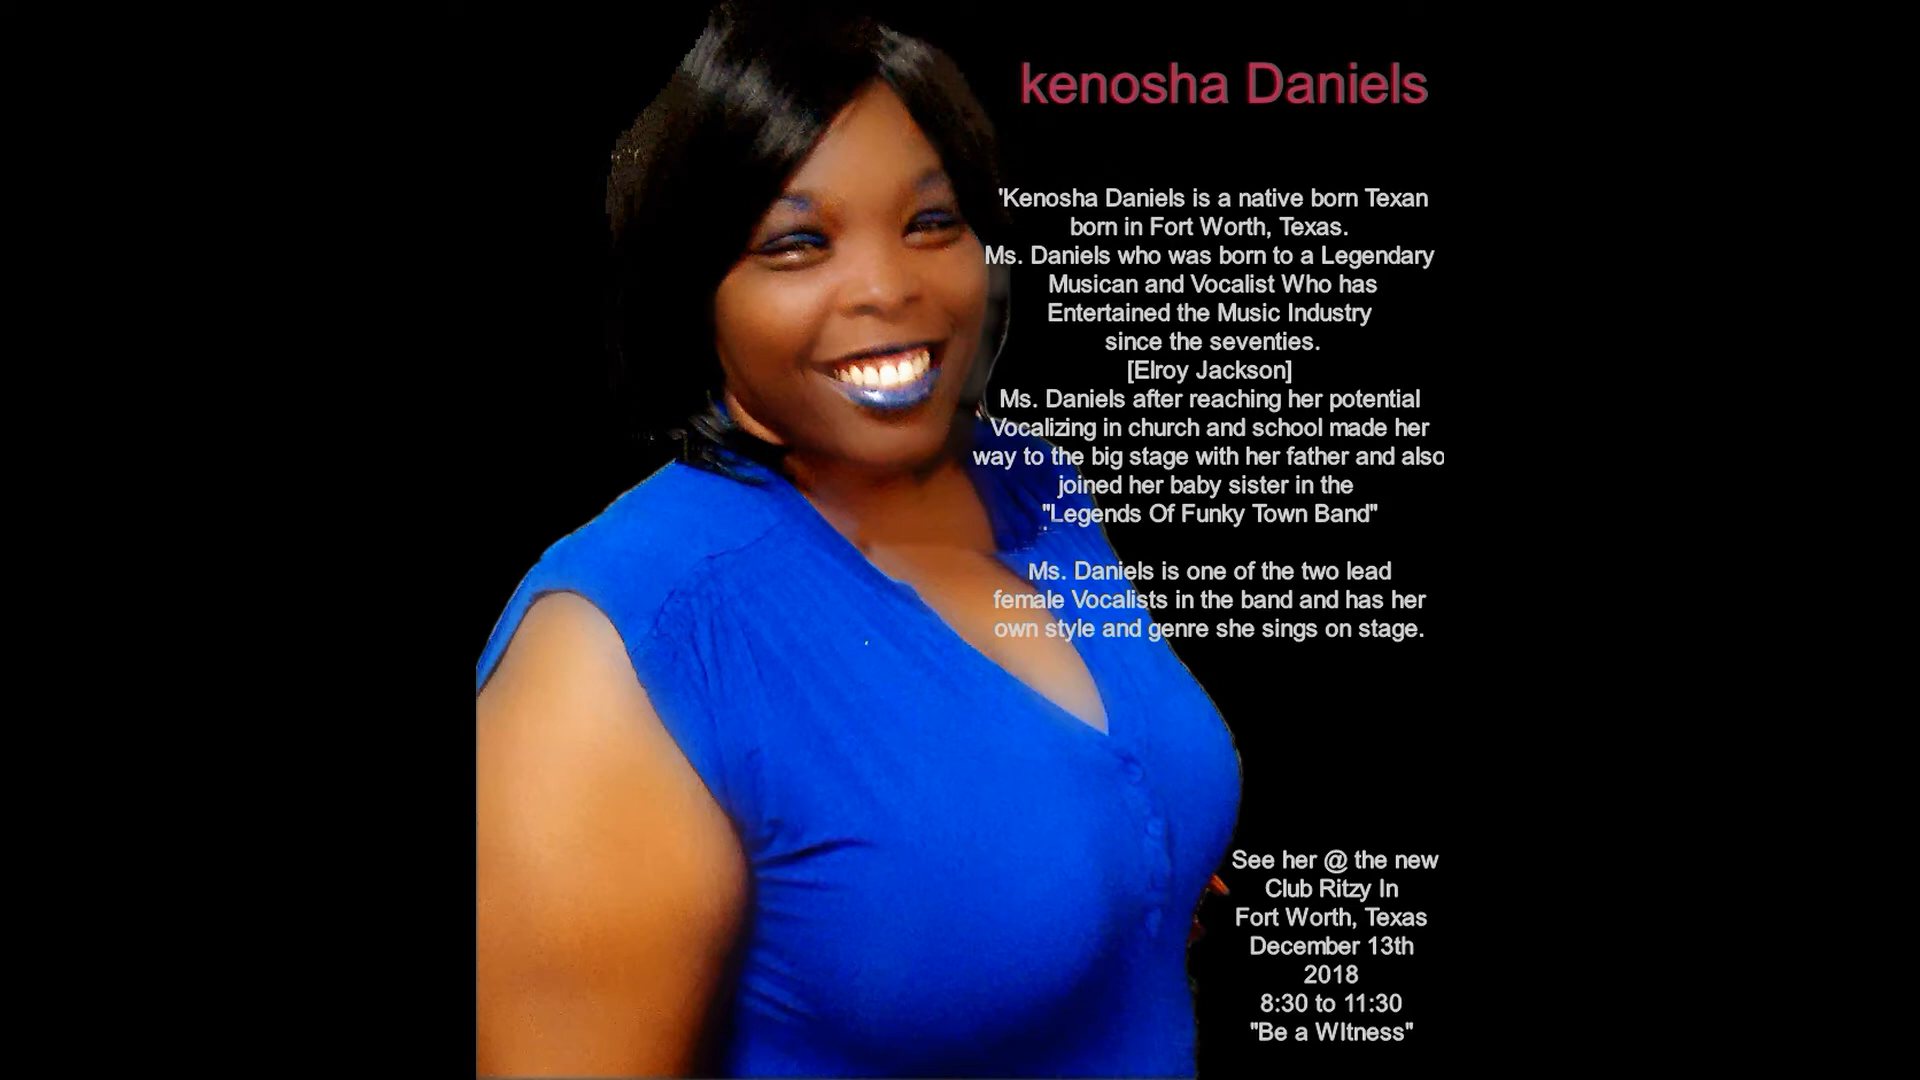 kenosha Daniels
'Kenosha Daniels is a native born Texan
born in Fort Worth, Texas.
Ms. Daniels who was born to a Legendary
Musican and Vocalist Who has
Entertained the Music Industry
since the seventies.
[Elroy Jackson]
Ms. Daniels after reaching her potential
Vocalizing in church and school made her
way to the big stage with her father and also
joined her baby sister in the
"Legends Of Funky Town Band"
Ms. Daniels is one of the two lead
female Vocalists in the band and has her
own style and genre she sings on stage.
See her @ the new
Club Ritzy In
Fort Worth, Texas
December 13th
2018
8:30 to 11:30
"Be a WItness"